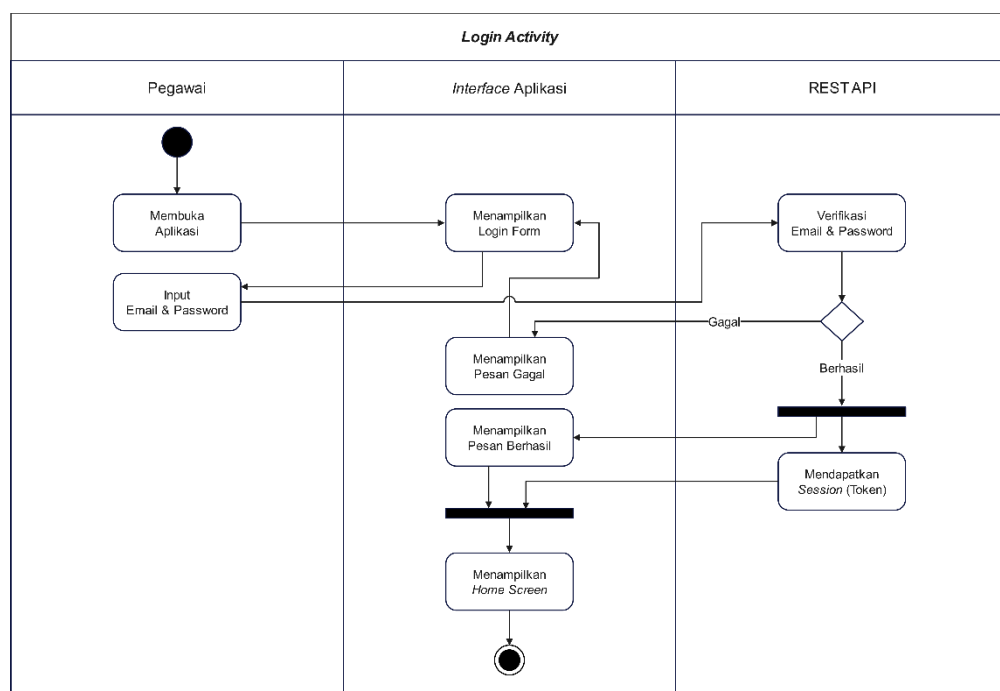 Login Activity
Pegawai
Interface Aplikasi
REST API
Membuka
Aplikasi
Menampilkan
Login Form
Verifikasi
Email & Password
Input
Email & Password
Gagal
Menampilkan
Pesan Gagal
Berhasil
Menampilkan
Pesan Berhasil
Mendapatkan
Session (Token)
Menampilkan
Home Screen